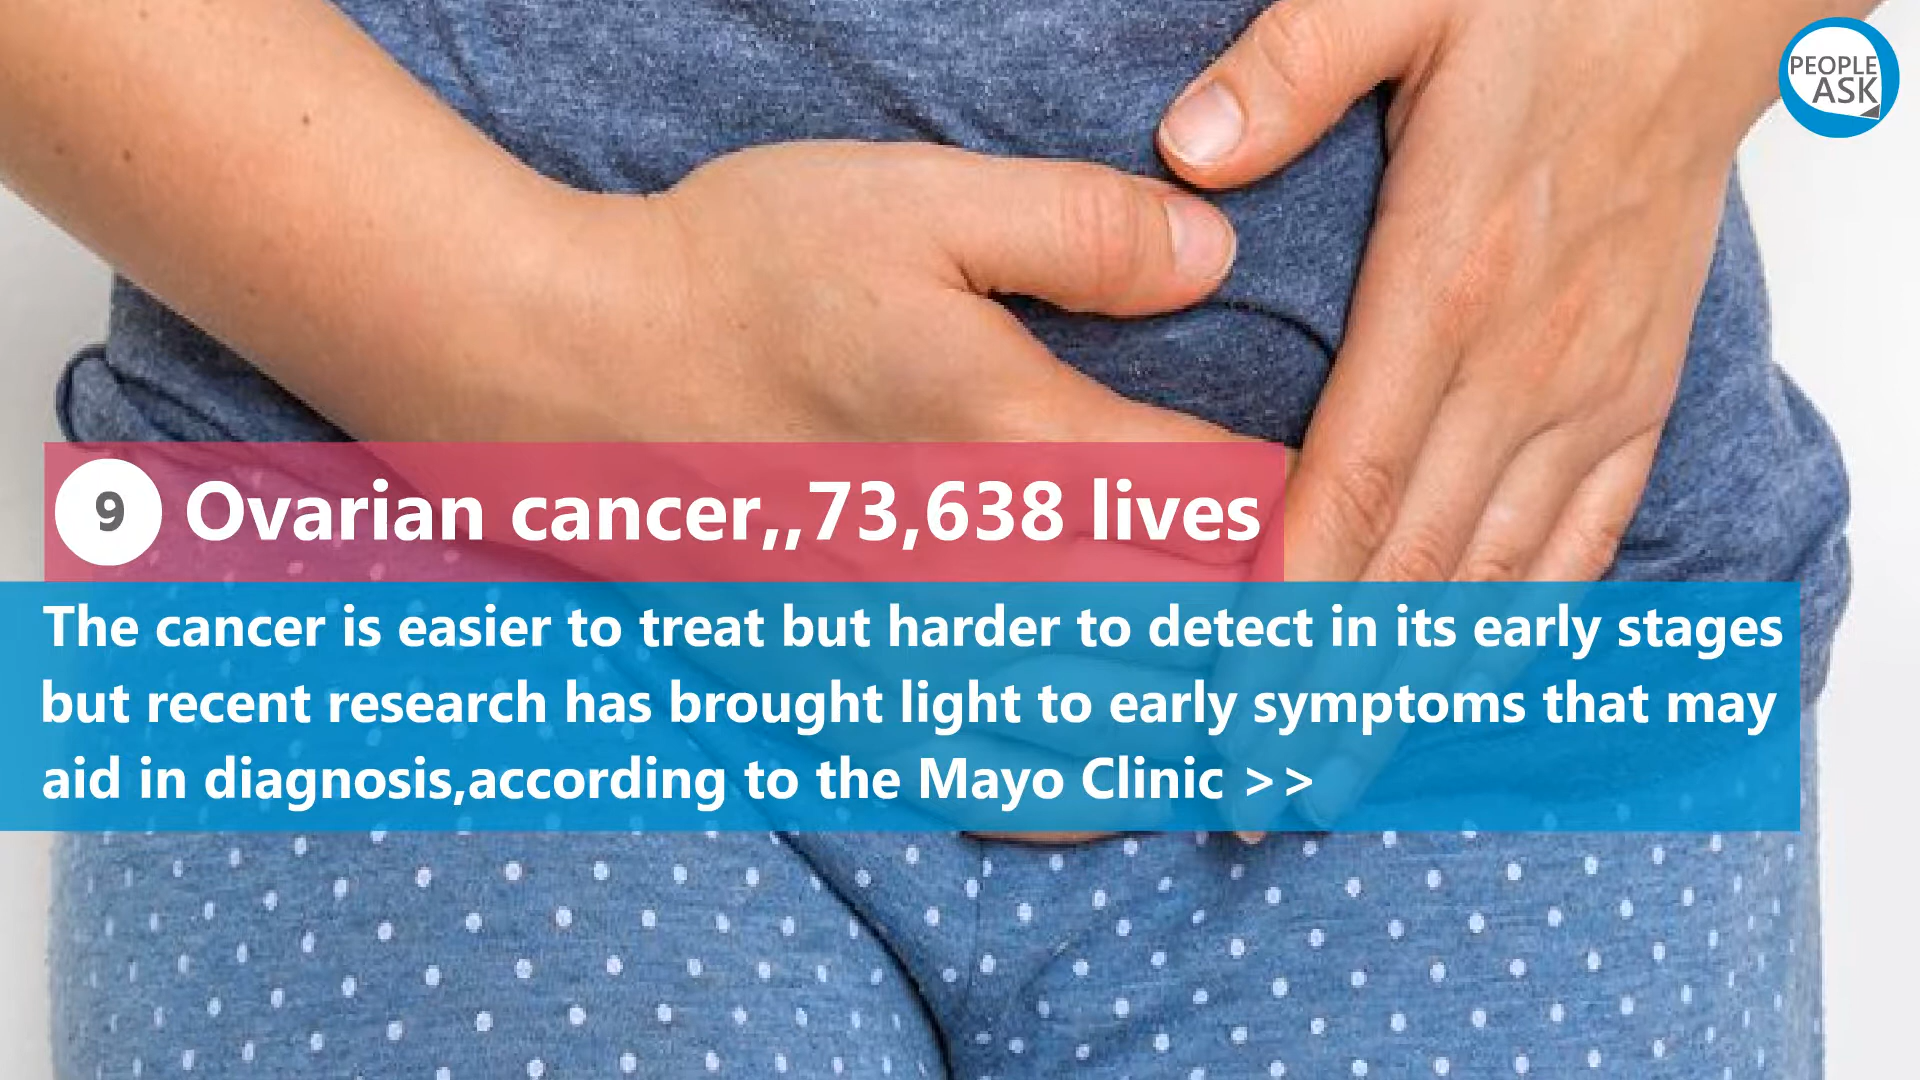 PEOPLE
ASK
9 Ovarian cancer,,73,638 lives
The cancer is easier to treat but harder to detect in its early stages
but recent research has brought light to early symptoms that may
aid in diagnosis,according to the Mayo Clinic >>